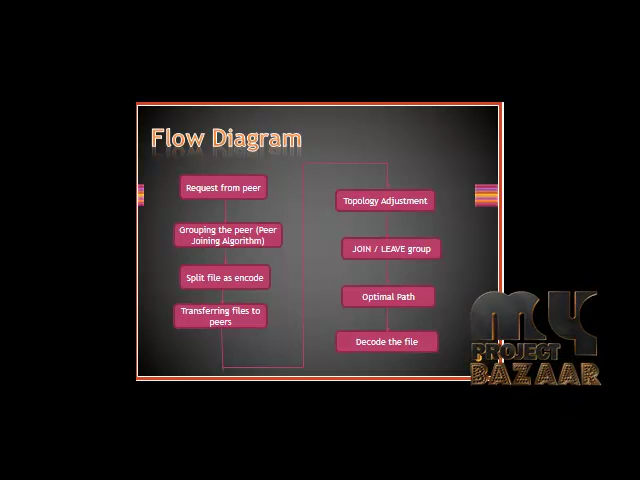 Flow Diagram
Request from peer
Grouping the peer (Peer
Joining Algorithm)
Split file as encode
Transferring files to
peers
Topology Adjustment
JOIN / LEAVE group
Optimal Path
Decode the file
MY
PROJECT
BAZAAR